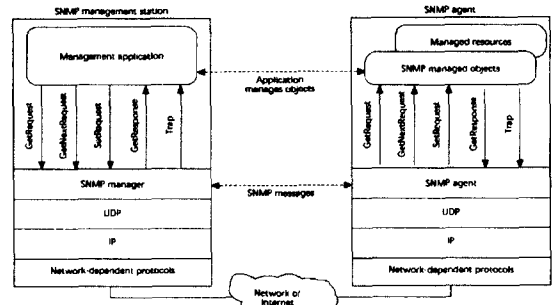 SNMP management station
SNMP agent
Management application
Managed resources
SNMP managed objects
Application
manages objects
GetRequest
GetNextRequest
SetRequest
GetResponse
Trap
GetRequest
GetNextRequest
SetRequest
GetResponse
Trap
SNMP manager
SNMP messages
SNMP agent
UDP
UDP
IP
IP
Network-dependent protocols
Network-dependent protocols
Network or
Internet